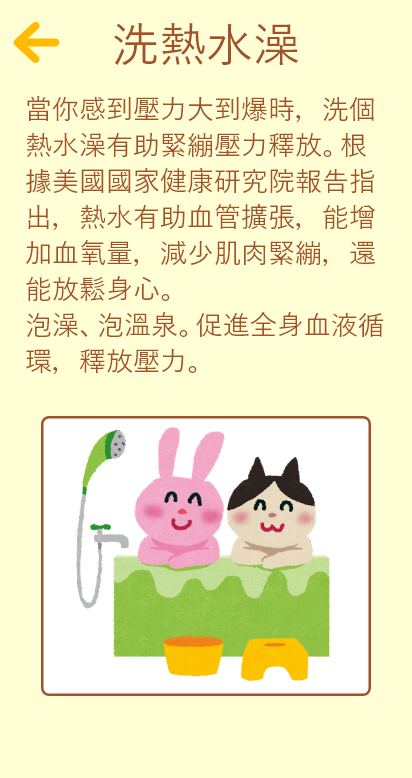 洗熱水澡
當你感到壓力大到爆時，洗個
熱水澡有助緊繃壓力釋放。根
據美國國家健康研究院報告指
出，熱水有助血管擴張，能增
加血氧量，減少肌肉緊繃，還
能放鬆身心。
泡澡、泡溫泉。促進全身血液循
環，釋放壓力。